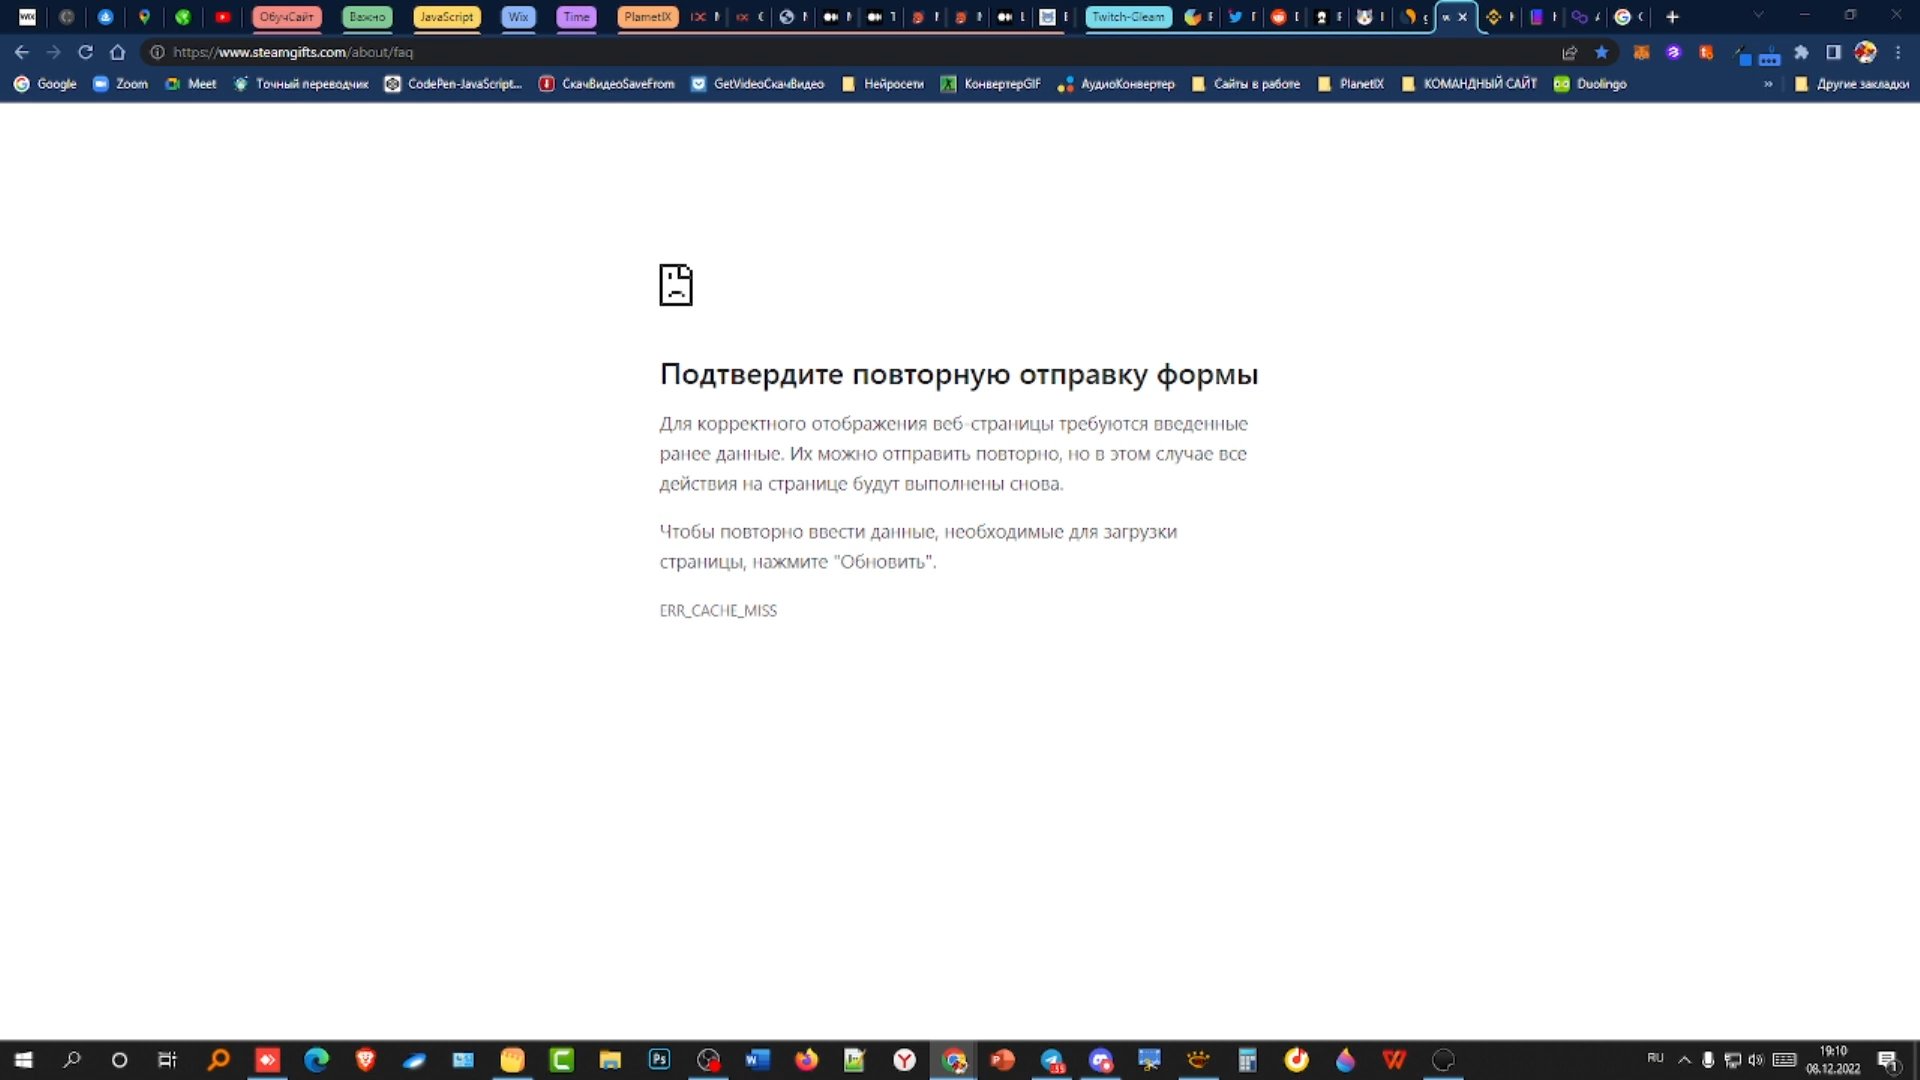 ОбучСайт Важно JavaScript Wix Time PlametIX Twitch-Gleam
https://www.steamgifts.com/about/faq
Google Zoom Meet Точный переводчик CodePen-JavaScript... СкачВидеоSaveFrom GetVideoСкачВидео Нейросети КонвертерGIF АудиоКонвертер Сайты в работе PlanetIX КОМАНДНЫЙ САЙТ Duolingo » Другие закладки
Подтвердите повторную отправку формы
Для корректного отображения веб-страницы требуются введенные
ранее данные. Их можно отправить повторно, но в этом случае все
действия на странице будут выполнены снова.
Чтобы повторно ввести данные, необходимые для загрузки
страницы, нажмите "Обновить".
ERR_CACHE_MISS
RU
19:10
08.12.2022